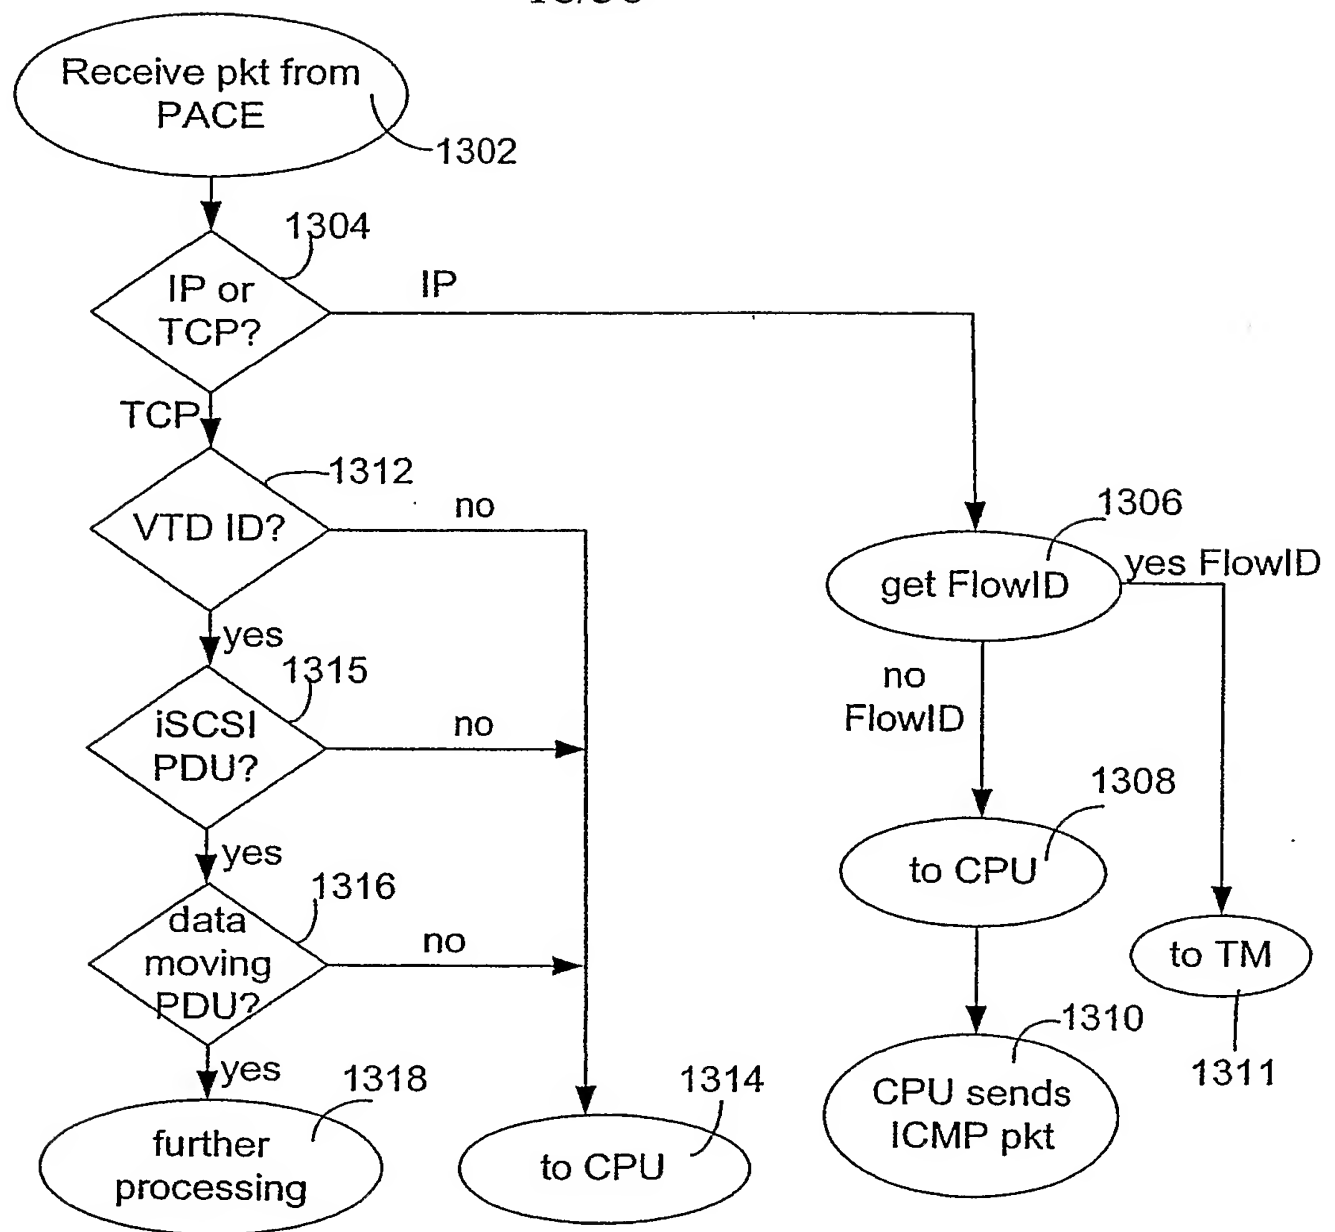 Receive pkt from
PACE
1302
1304
IP or
TCP?
IP
TCP
1312
VTD ID?
no
yes
1315
iSCSI
PDU?
no
yes
1316
data
moving
PDU?
no
yes
1318
further
processing
1314
to CPU
1306
get FlowID
yes FlowID
no
FlowID
1308
to CPU
to TM
1311
1310
CPU sends
ICMP pkt